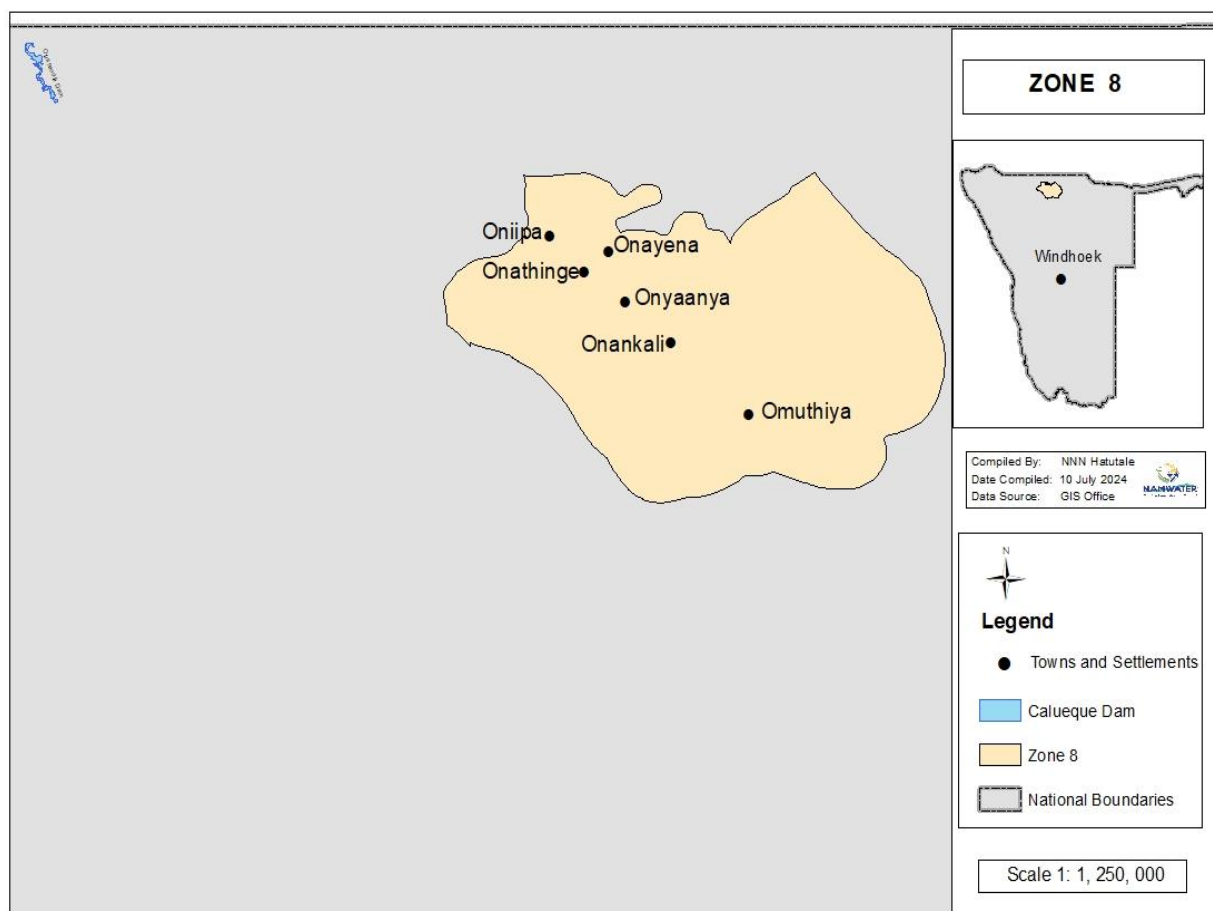 ZONE 8
Oniipa
Onayena
Onathinge
Onyaanya
Onankali
Omuthiya
Windhoek
Compiled By: NNN Hatutale
Date Compiled: 10 July 2024
Data Source: GIS Office
NAMWATER
N
Legend
Towns and Settlements
Calueque Dam
Zone 8
National Boundaries
Scale 1: 1, 250, 000